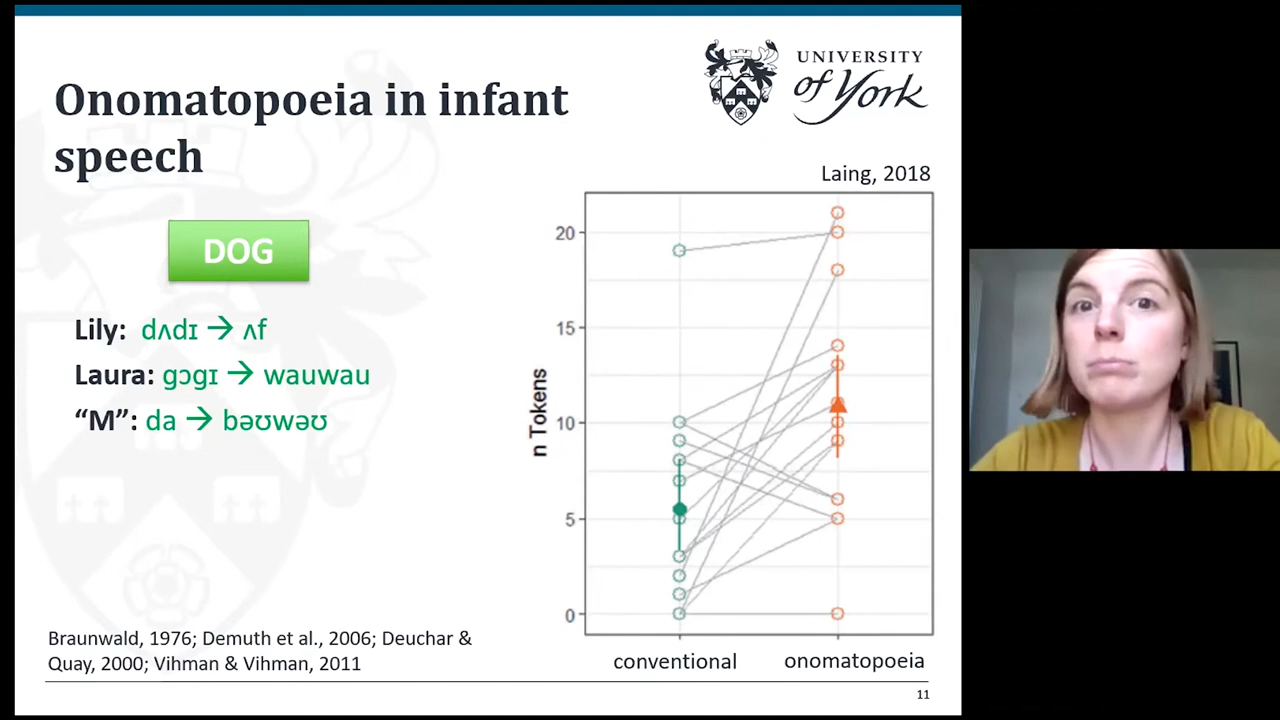 Onomatopoeia in infant
speech
UNIVERSITY
of York
Laing, 2018
DOG
Lily: dʌdɪ → ʌf
Laura: gɔgɪ → wauwau
“M”: da → bəʊwəʊ
n Tokens
20
15
10
5
0
conventional
onomatopoeia
Braunwald, 1976; Demuth et al., 2006; Deuchar &
Quay, 2000; Vihman & Vihman, 2011
11